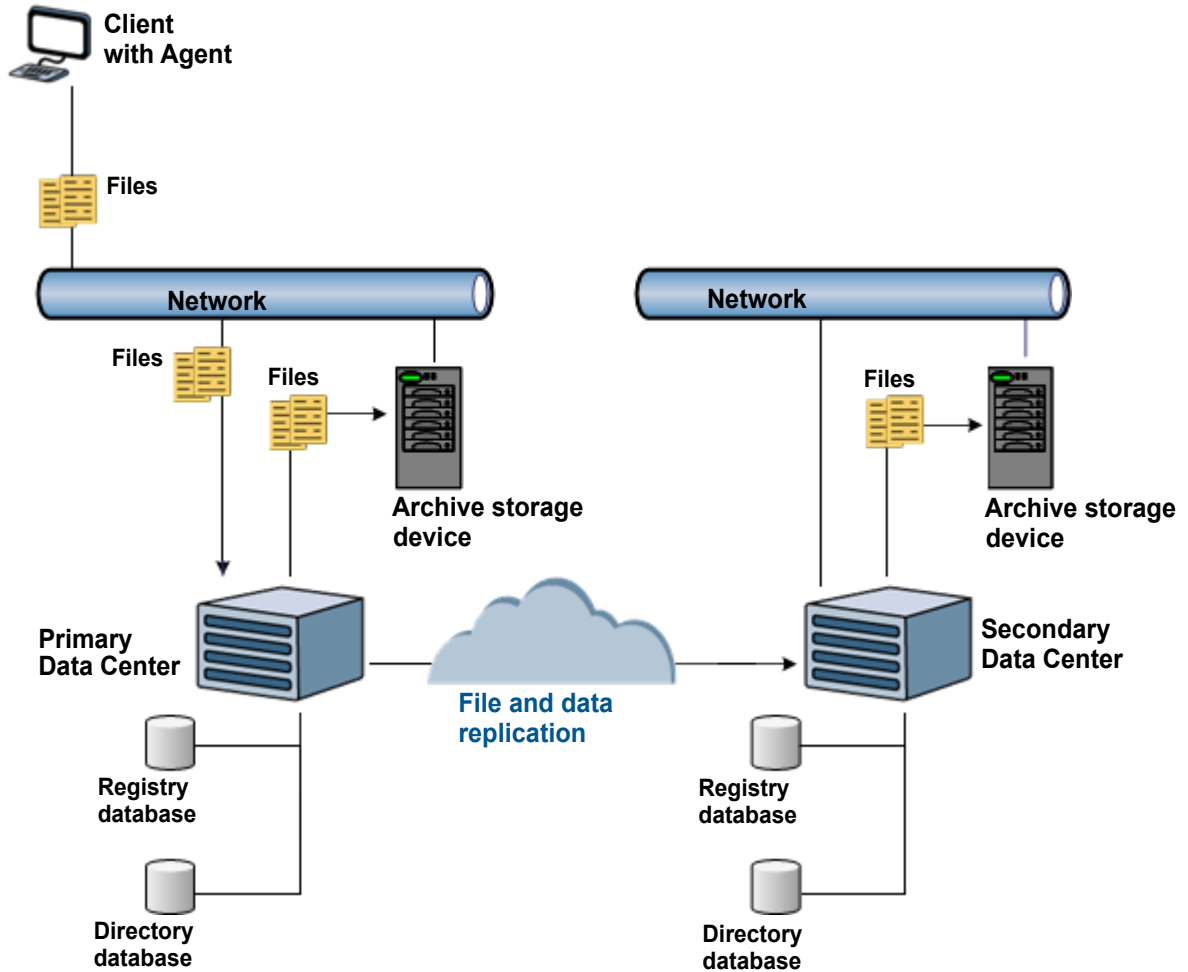 Client
with Agent
Files
Network
Network
Files
Files
Files
Archive storage
device
Archive storage
device
Primary
Data Center
Secondary
Data Center
File and data
replication
Registry
database
Registry
database
Directory
database
Directory
database